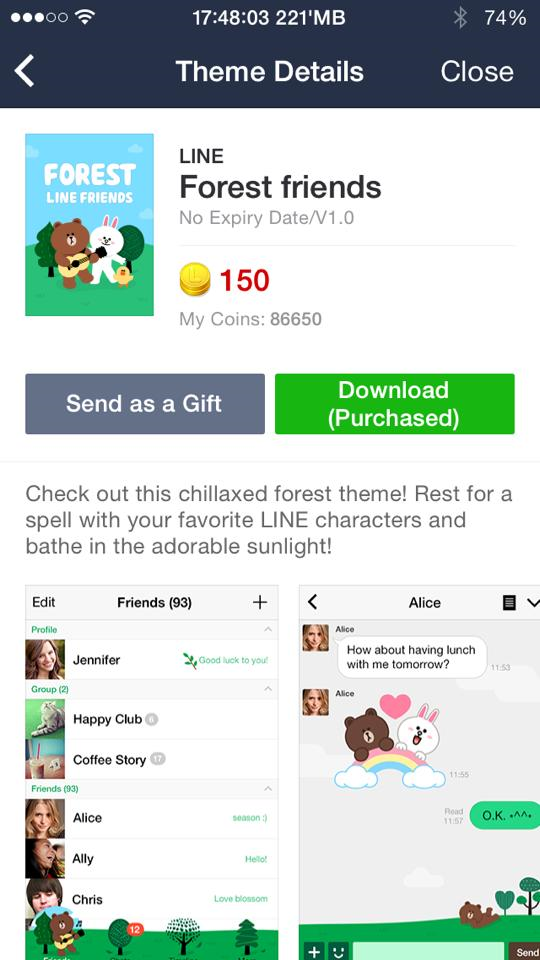 17:48:03 221'MB
74%
Theme Details
Close
FOREST
LINE FRIENDS
LINE
Forest friends
No Expiry Date/V1.0
L
150
My Coins: 86650
Send as a Gift
Download
(Purchased)
Check out this chillaxed forest theme! Rest for a
spell with your favorite LINE characters and
bathe in the adorable sunlight!
Edit
Friends (93)
+
Profile
Jennifer
Good luck to you!
Group (2)
Happy Club 6
Coffee Story 17
Friends (93)
Alice
season :)
Ally
Hello!
Chris
Love blossom
Friends
12
Alice
Alice
How about having lunch
with me tomorrow?
11:53
Alice
11:55
Read
11:57
O.K. •^^•
+
Send